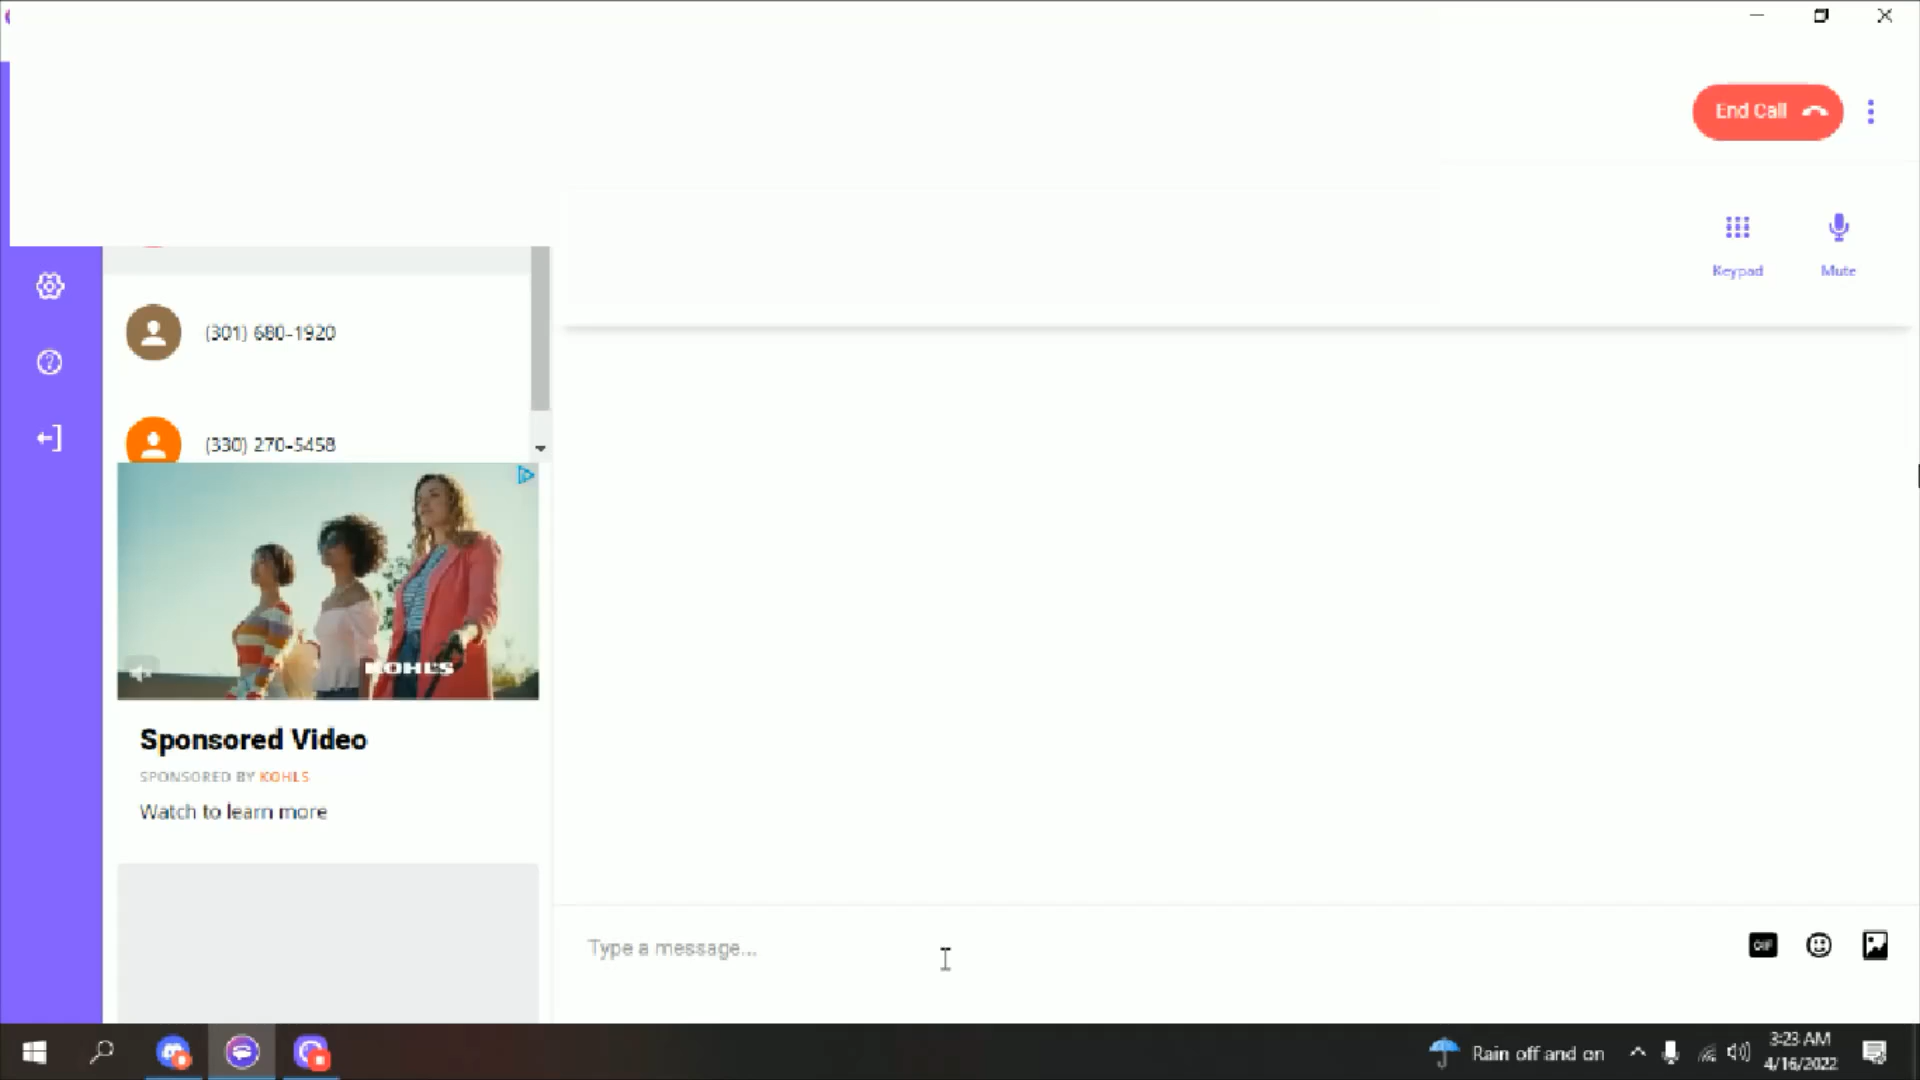 End Call
Keypad
Mute
(301) 680-1920
(330) 270-5458
KOHL'S
Sponsored Video
SPONSORED BY KOHLS
Watch to learn more
Type a message...
GIF
Rain off and on
3:23 AM
4/16/2022